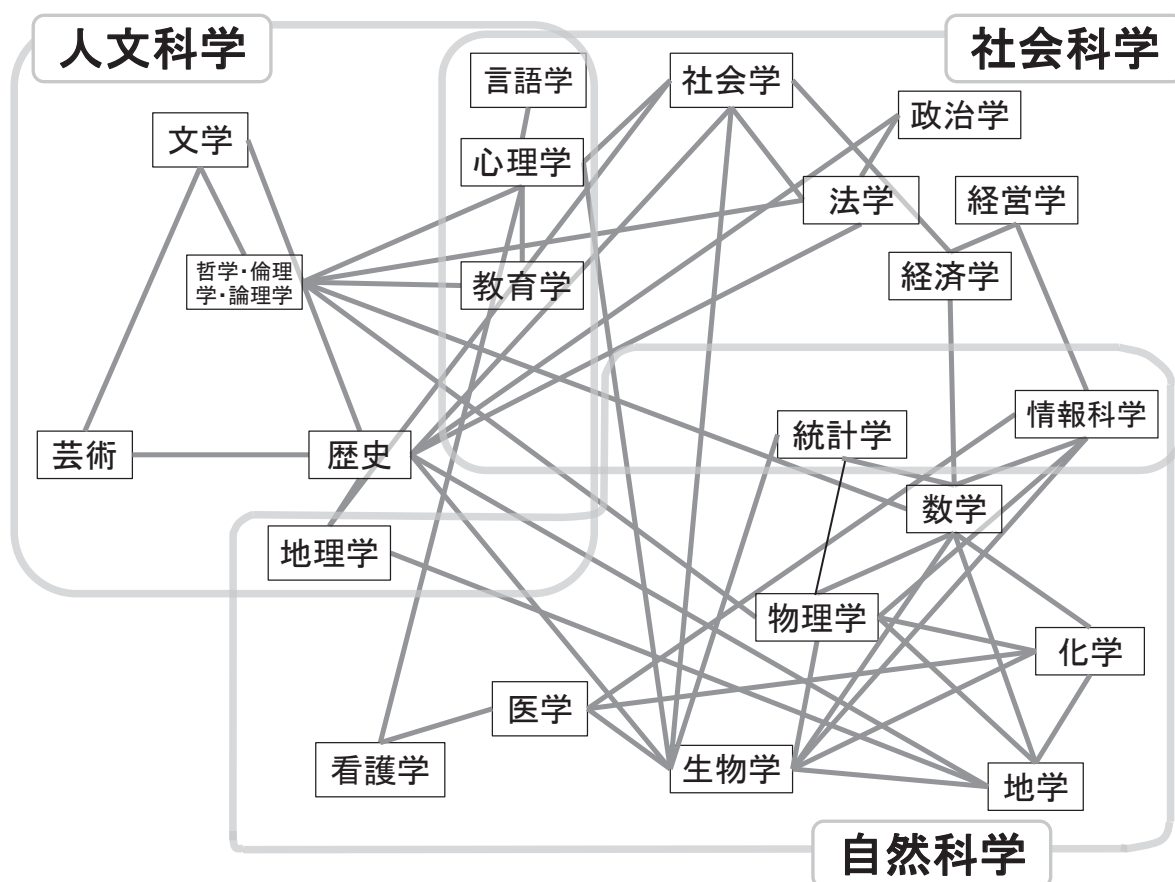 人文科学
社会科学
言語学
社会学
政治学
文学
心理学
法学
経営学
哲学・倫理
学・論理学
教育学
経済学
情報科学
統計学
芸術
歴史
数学
地理学
物理学
化学
医学
看護学
生物学
地学
自然科学